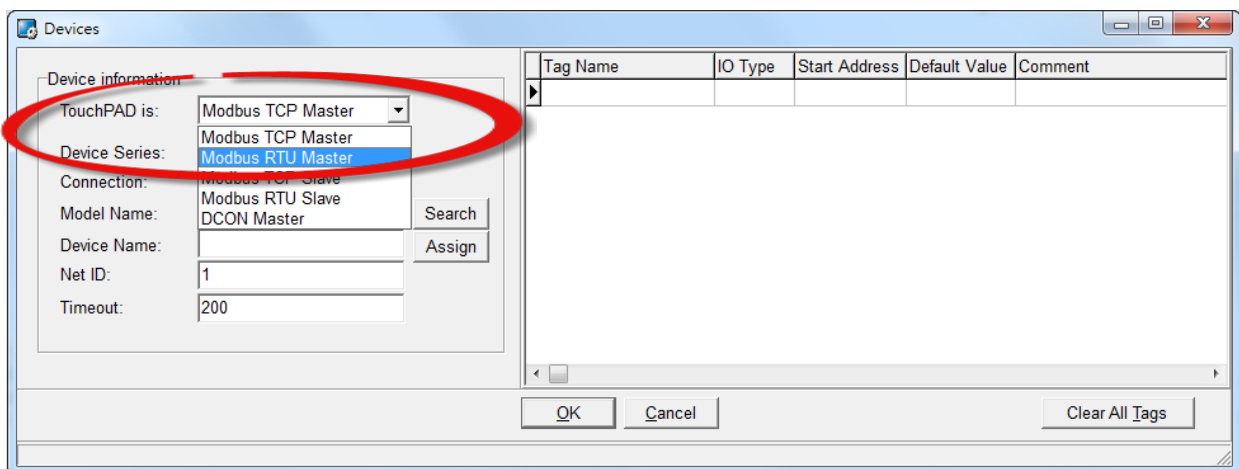 Devices
Device information
TouchPAD is: Modbus TCP Master
Modbus TCP Master
Device Series: Modbus RTU Master
Connection: Modbus TCP Slave
Modbus RTU Slave
Model Name: DCON Master Search
Device Name: Assign
Net ID: 1
Timeout: 200
Tag Name IO Type Start Address Default Value Comment
OK Cancel Clear All Tags